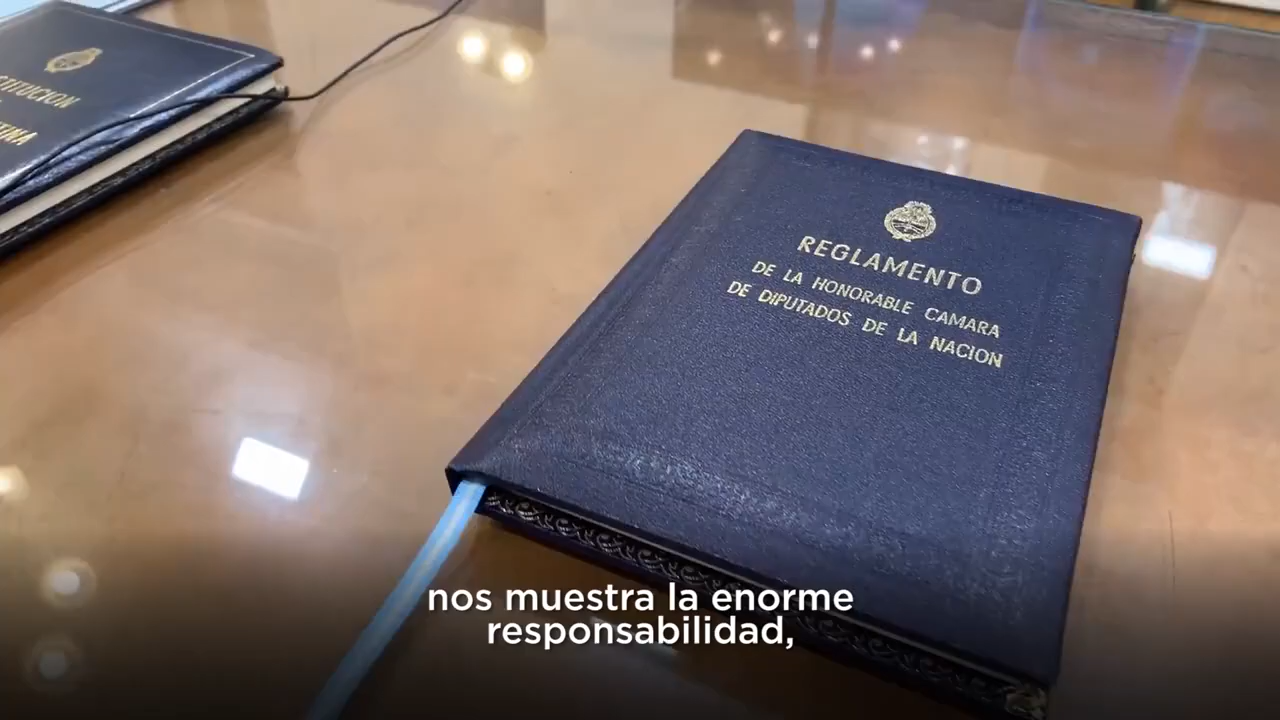 REGLAMENTO
DE LA HONORABLE CAMARA
DE DIPUTADOS DE LA NACION
nos muestra la enorme
responsabilidad,